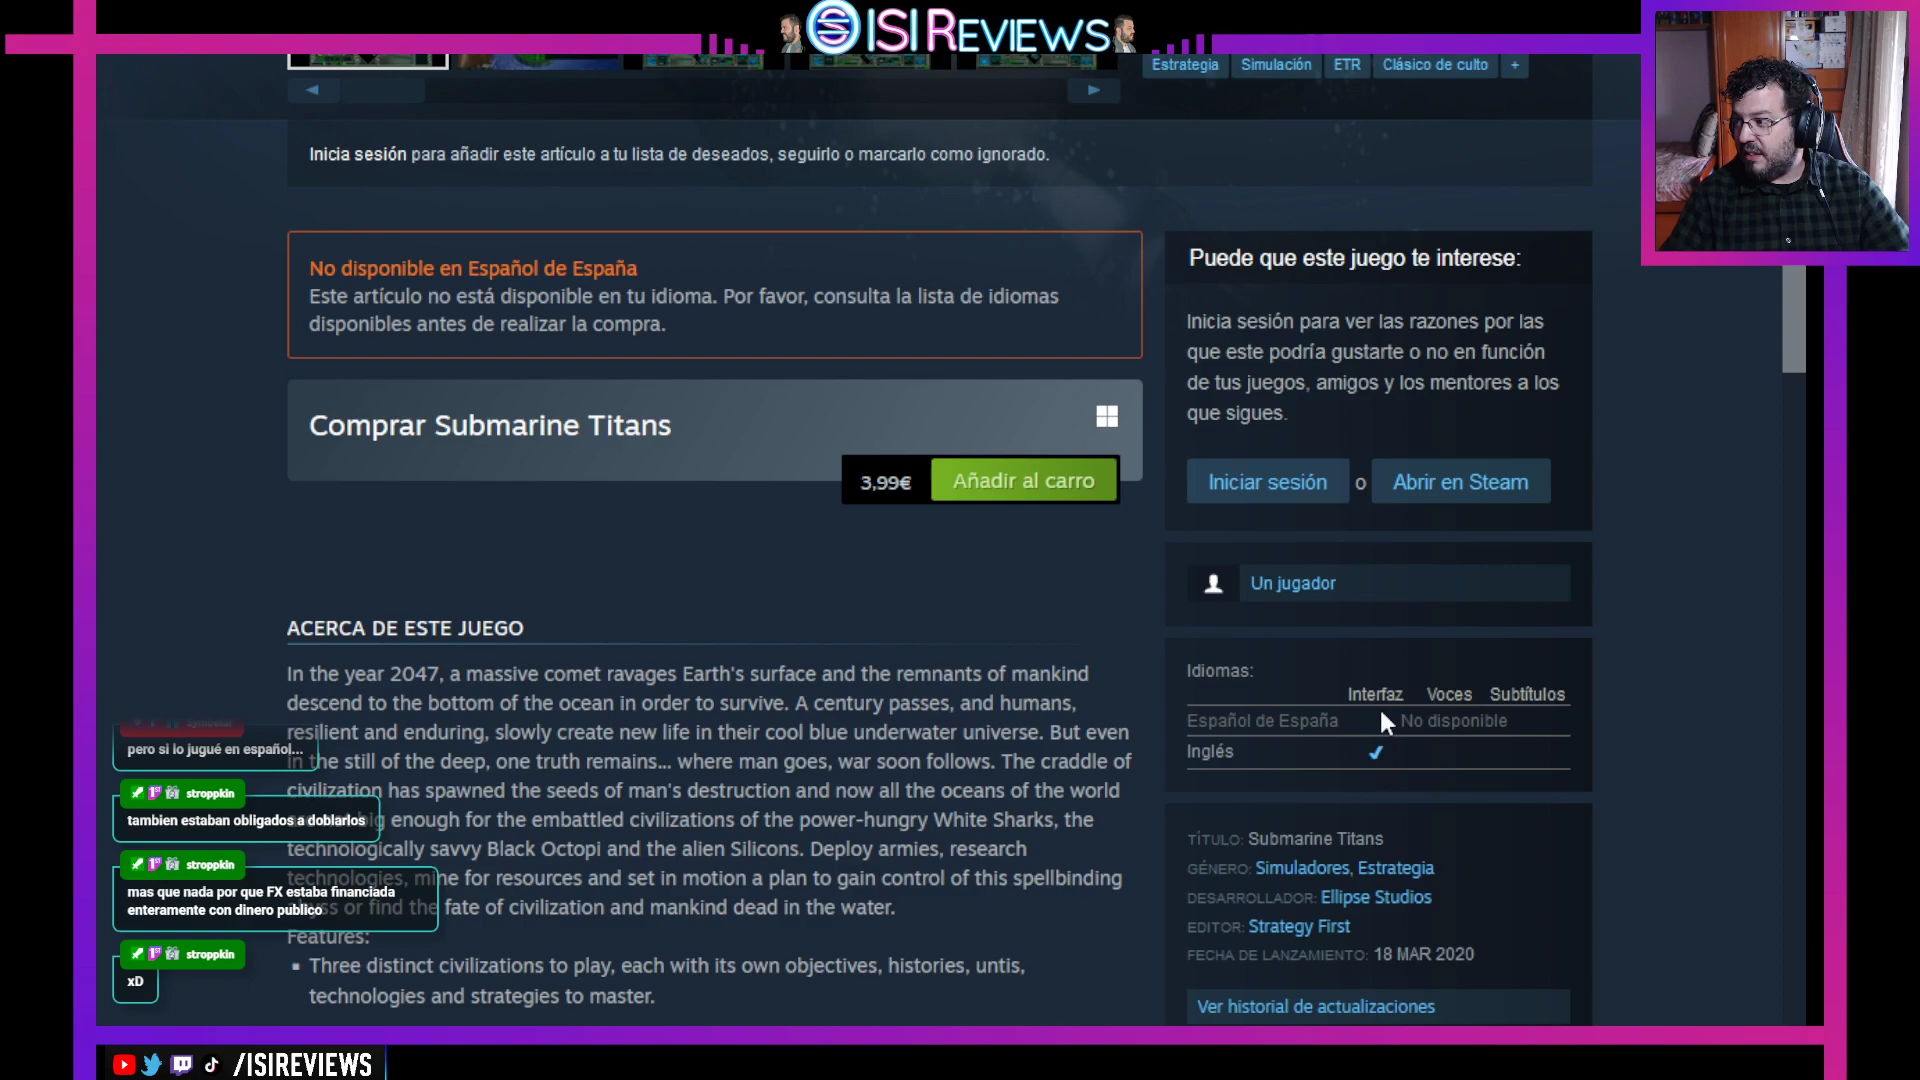 ISI REVIEWS
Estrategia Simulación ETR Clásico de culto +
Inicia sesión para añadir este artículo a tu lista de deseados, seguirlo o marcarlo como ignorado.
No disponible en Español de España
Este artículo no está disponible en tu idioma. Por favor, consulta la lista de idiomas
disponibles antes de realizar la compra.
Comprar Submarine Titans
3,99€ Añadir al carro
ACERCA DE ESTE JUEGO
In the year 2047, a massive comet ravages Earth's surface and the remnants of mankind
descend to the bottom of the ocean in order to survive. A century passes, and humans,
resilient and enduring, slowly create new life in their cool blue underwater universe. But even
in the still of the deep, one truth remains... where man goes, war soon follows. The craddle of
civilization has spawned the seeds of man's destruction and now all the oceans of the world
big enough for the embattled civilizations of the power-hungry White Sharks, the
technologically savvy Black Octopi and the alien Silicons. Deploy armies, research
technologies, mine for resources and set in motion a plan to gain control of this spellbinding
abyss or find the fate of civilization and mankind dead in the water.
Features:
▪ Three distinct civilizations to play, each with its own objectives, histories, untis,
technologies and strategies to master.
Puede que este juego te interese:
Inicia sesión para ver las razones por las
que este podría gustarte o no en función
de tus juegos, amigos y los mentores a los
que sigues.
Iniciar sesión o Abrir en Steam
Un jugador
Idiomas:
Interfaz Voces Subtítulos
Español de España No disponible
Inglés ✔
TÍTULO: Submarine Titans
GÉNERO: Simuladores, Estrategia
DESARROLLADOR: Ellipse Studios
EDITOR: Strategy First
FECHA DE LANZAMIENTO: 18 MAR 2020
Ver historial de actualizaciones
pero si lo jugué en español...
stroppkin
tambien estaban obligados a doblarlos
stroppkin
mas que nada por que FX estaba financiada
enteramente con dinero publico
stroppkin
xD
/ISIREVIEWS